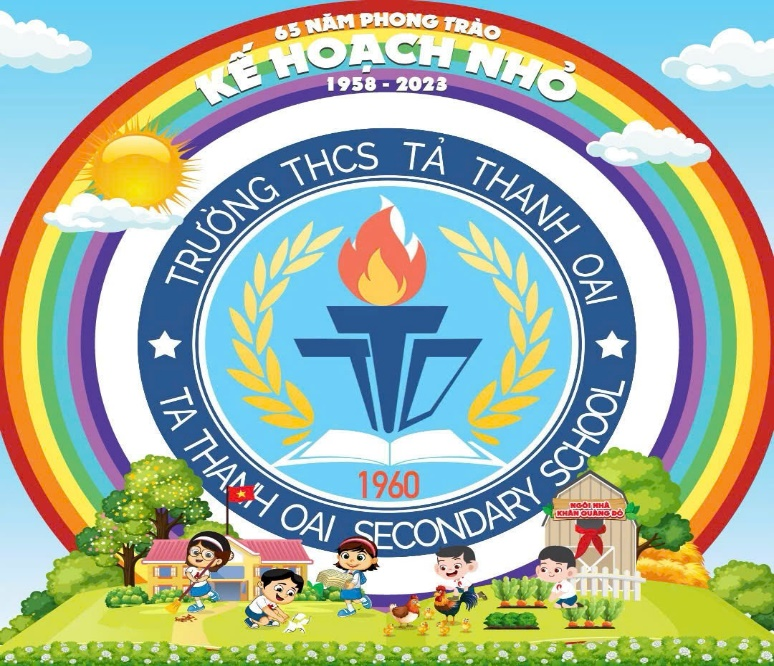 65 NĂM PHONG TRÀO
KẾ HOẠCH NHỎ
1958 - 2023
TRƯỜNG THCS TẢ THANH OAI
1960
TA THANH OAI SECONDARY SCHOOL
NGÔI NHÀ
KHĂN QUÀNG ĐỎ